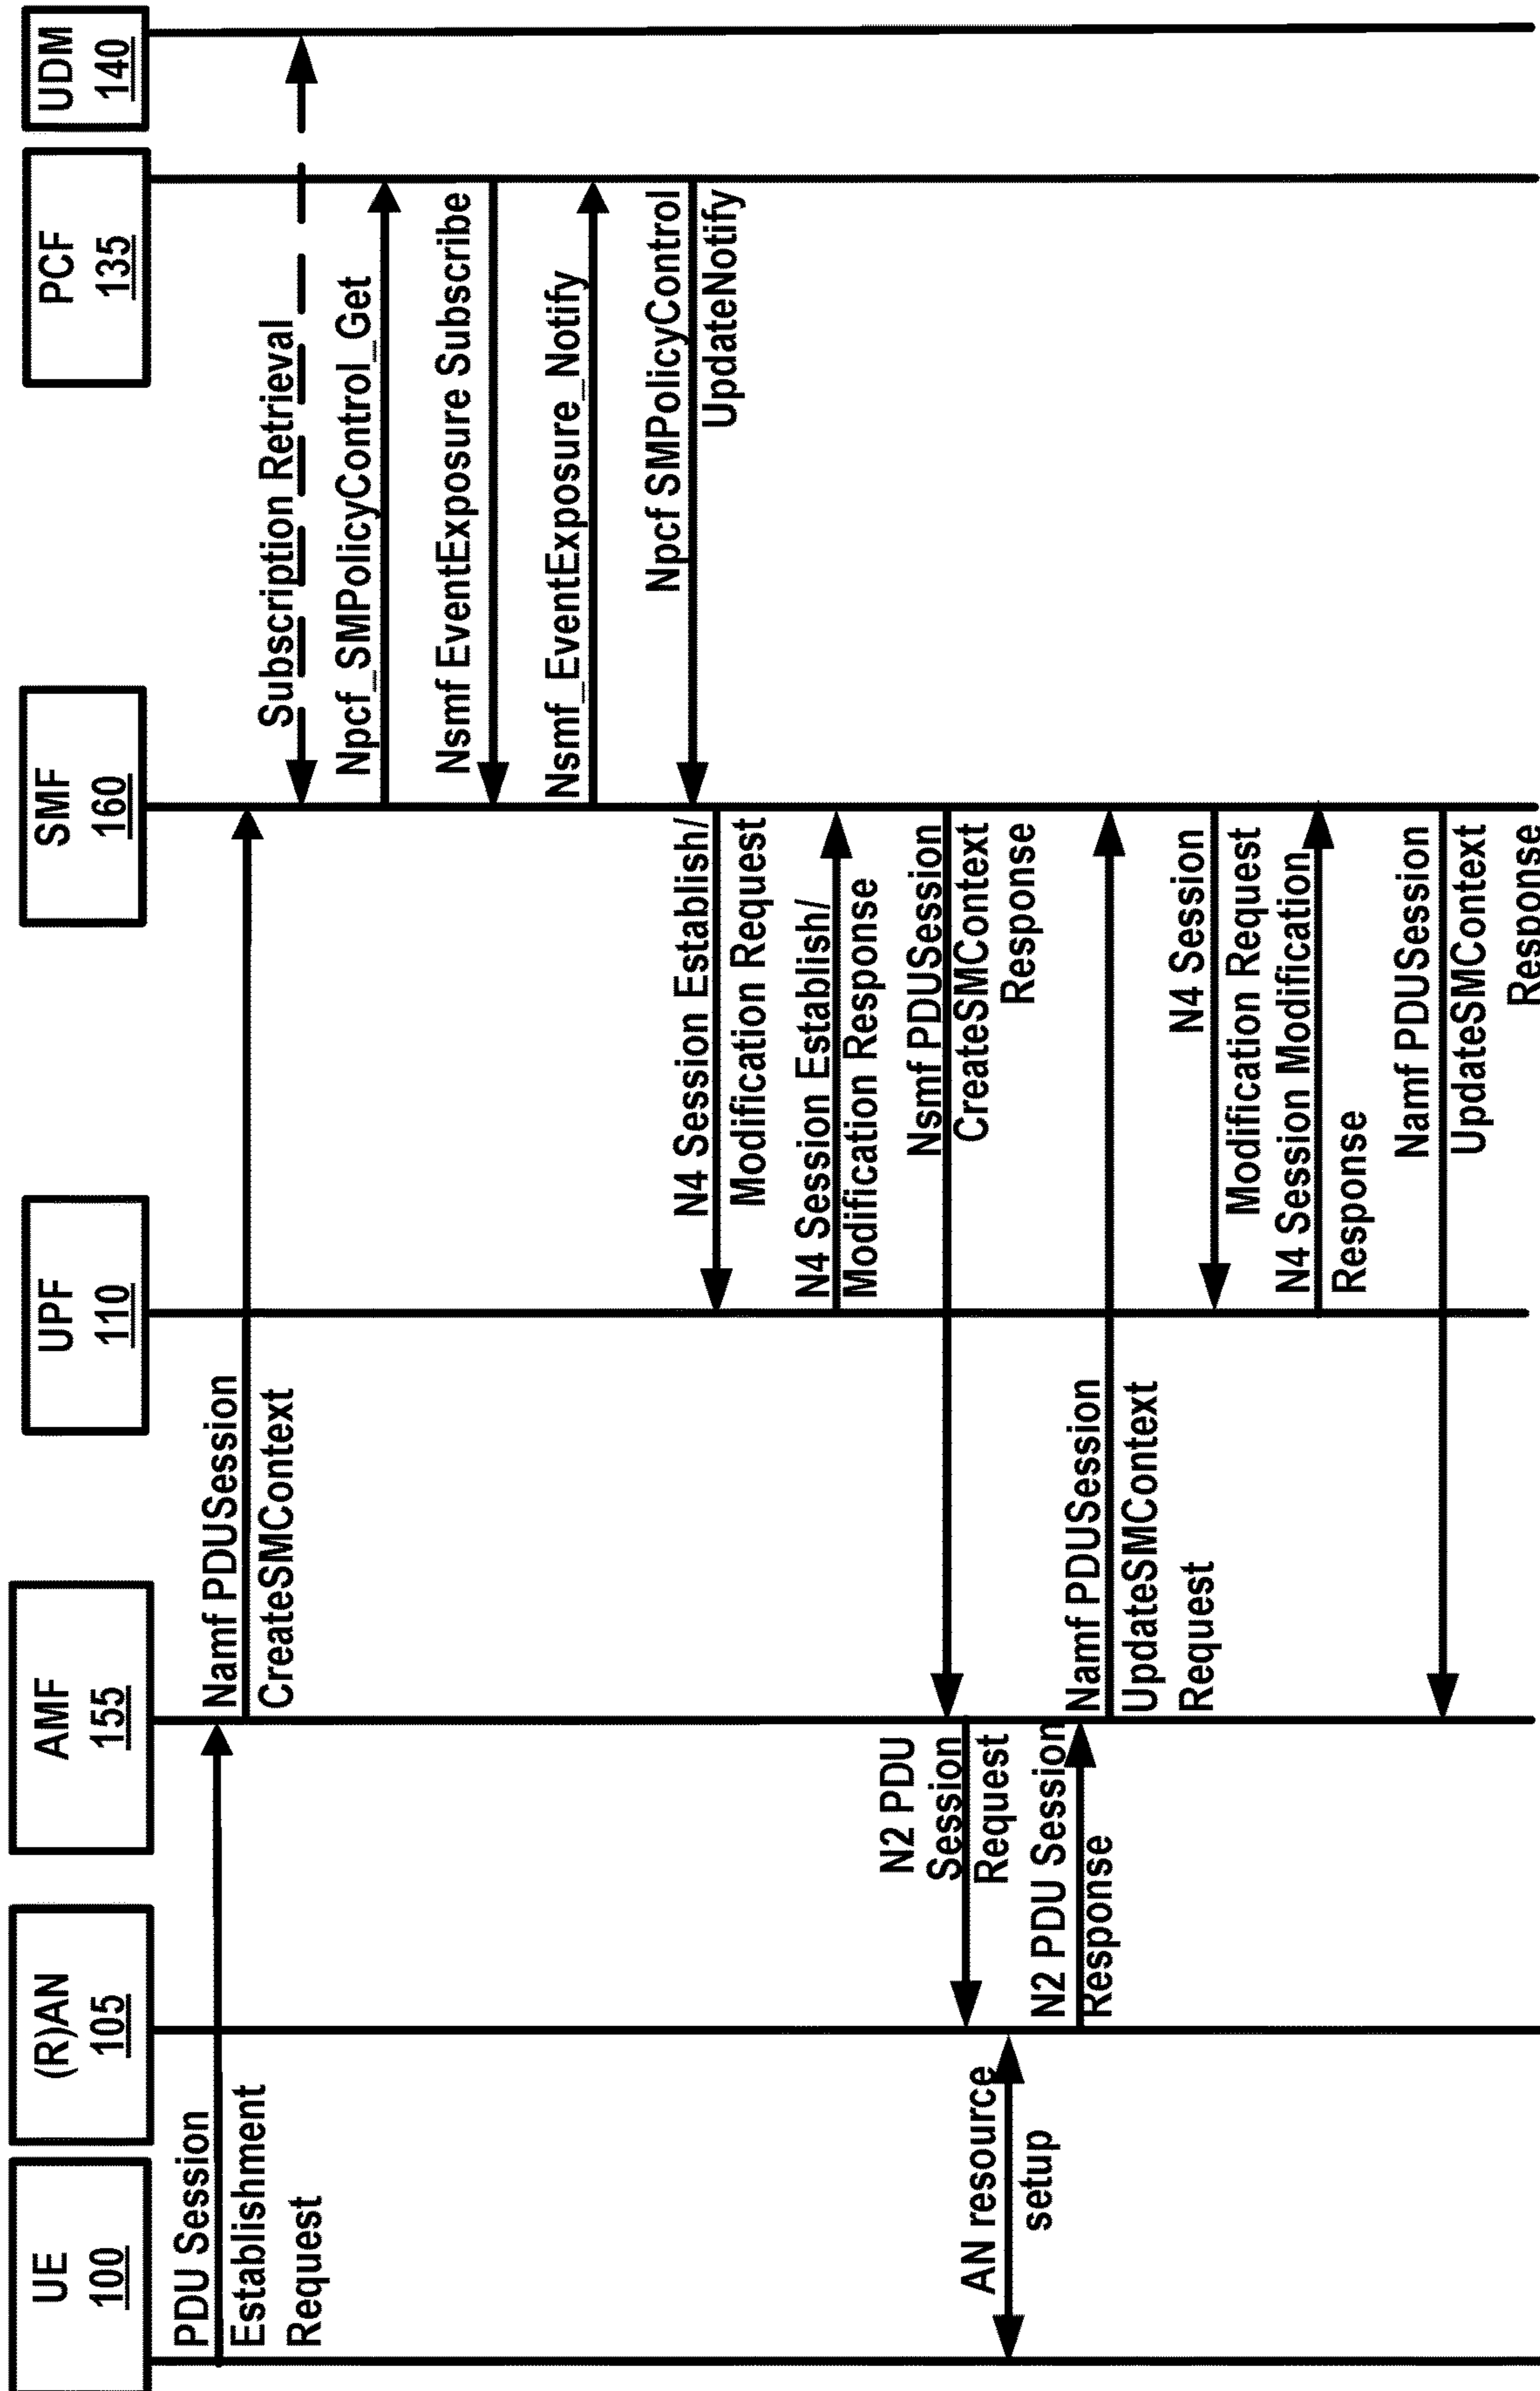 UE
100
(R)AN
105
AMF
155
UPF
110
SMF
160
PCF
135
UDM
140
PDU Session
Establishment
Request
Namf PDUSession
CreateSMContext
Subscription Retrieval
Npcf_SMPolicyControl_Get
Nsmf EventExposure Subscribe
Nsmf_EventExposure_Notify
Npcf SMPolicyControl
UpdateNotify
N4 Session Establish/
Modification Request
N4 Session Establish/
Modification Response
Nsmf PDUSession
CreateSMContext
Response
N2 PDU
Session
Request
AN resource
setup
N2 PDU Session
Response
Namf PDUSession
UpdateSMContext
Request
N4 Session
Modification Request
N4 Session Modification
Response
Namf PDUSession
UpdateSMContext
Response